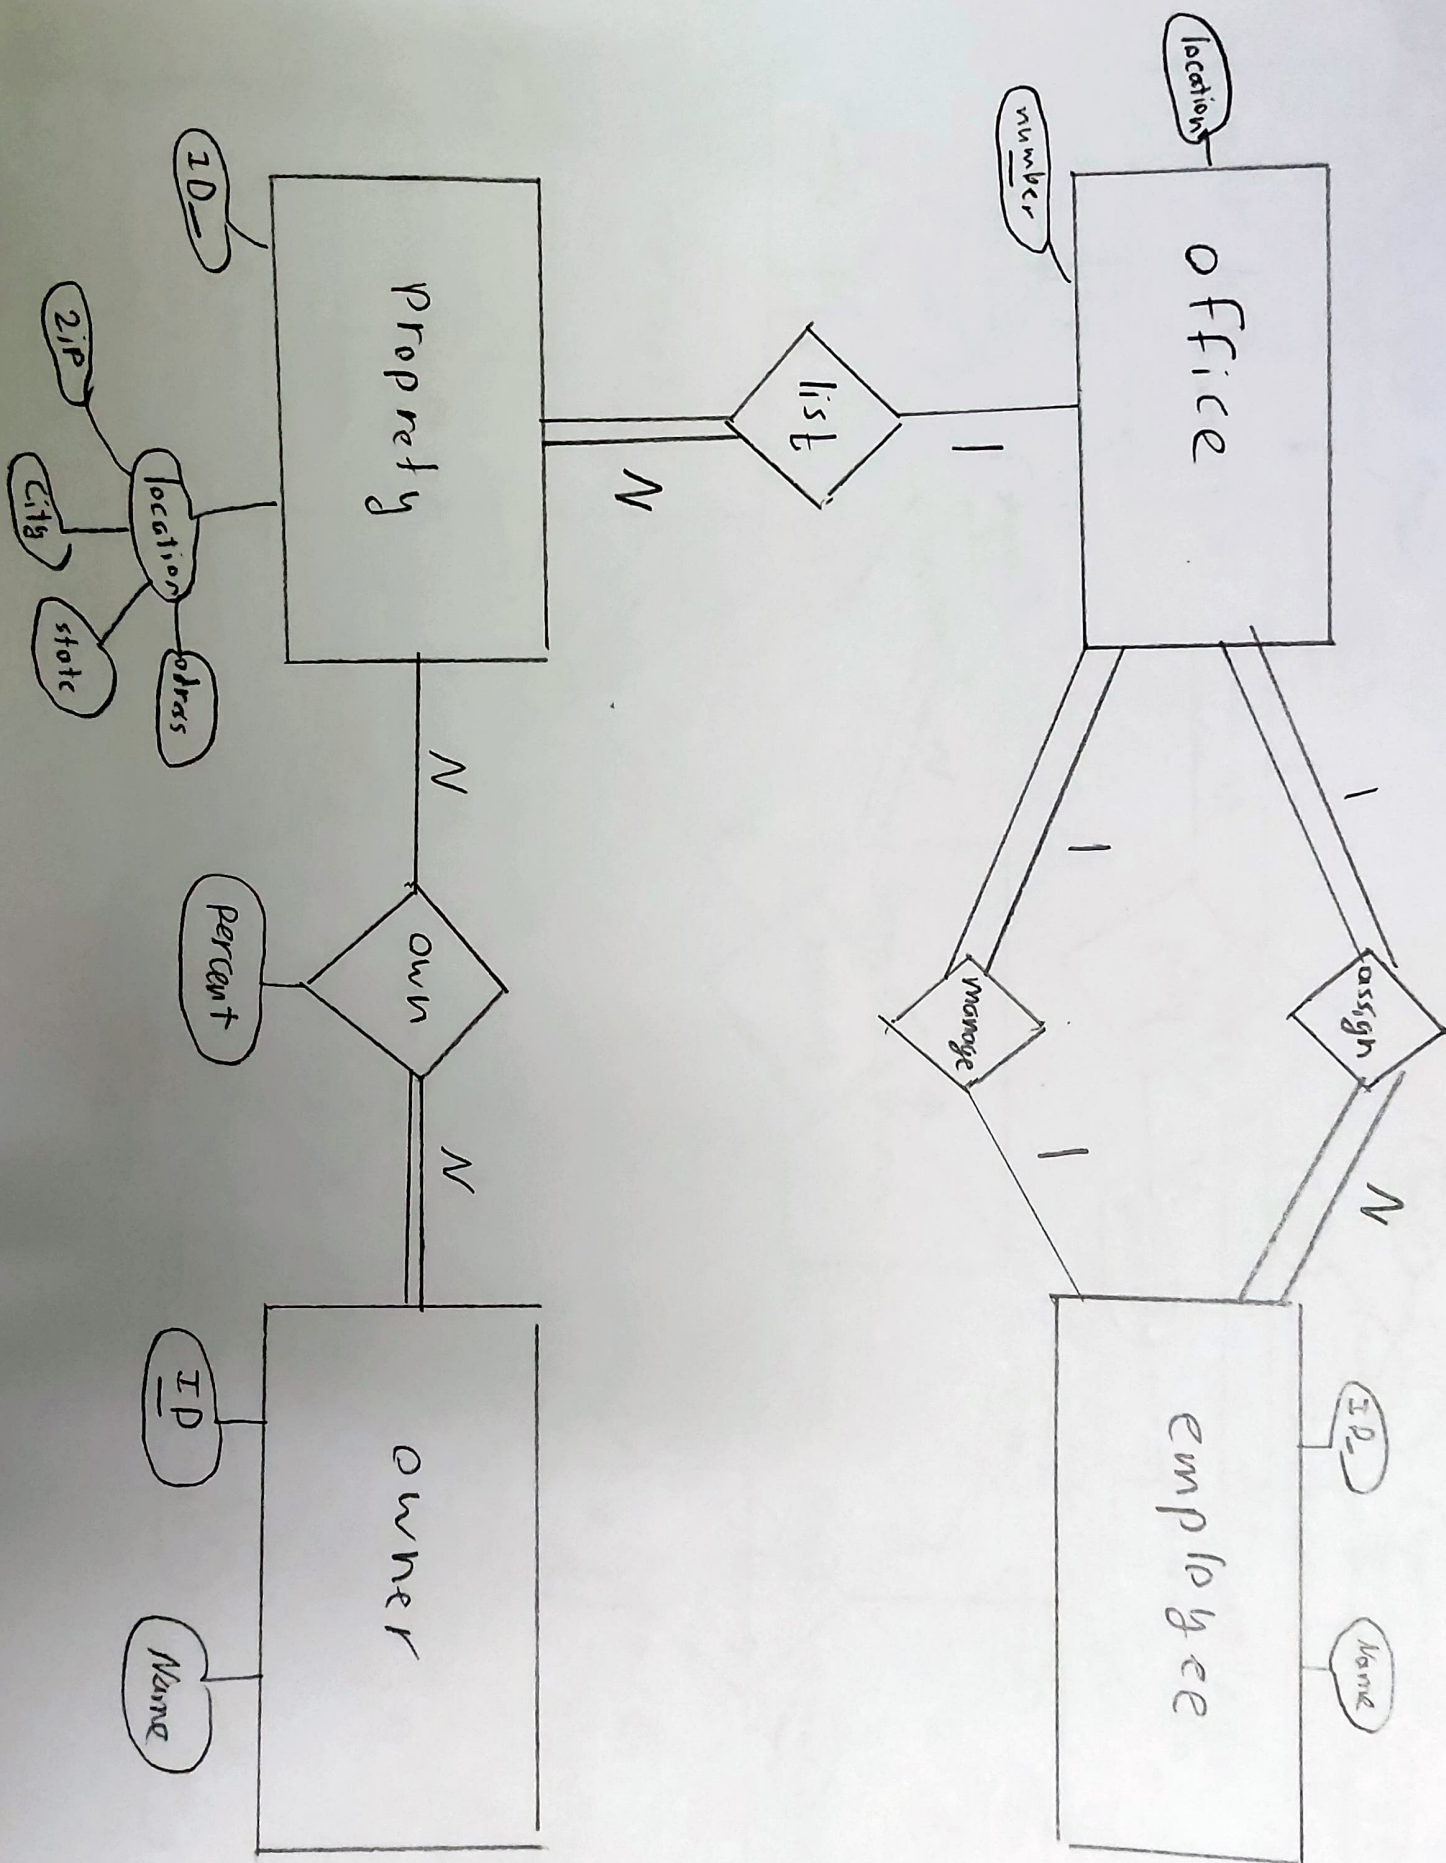 location
number
office
1
assign
N
ID
Name
employee
1
manage
1
1
list
N
ID
Proprety
N
own
Percent
N
owner
ID
Name
location
ZiP
City
state
adrass